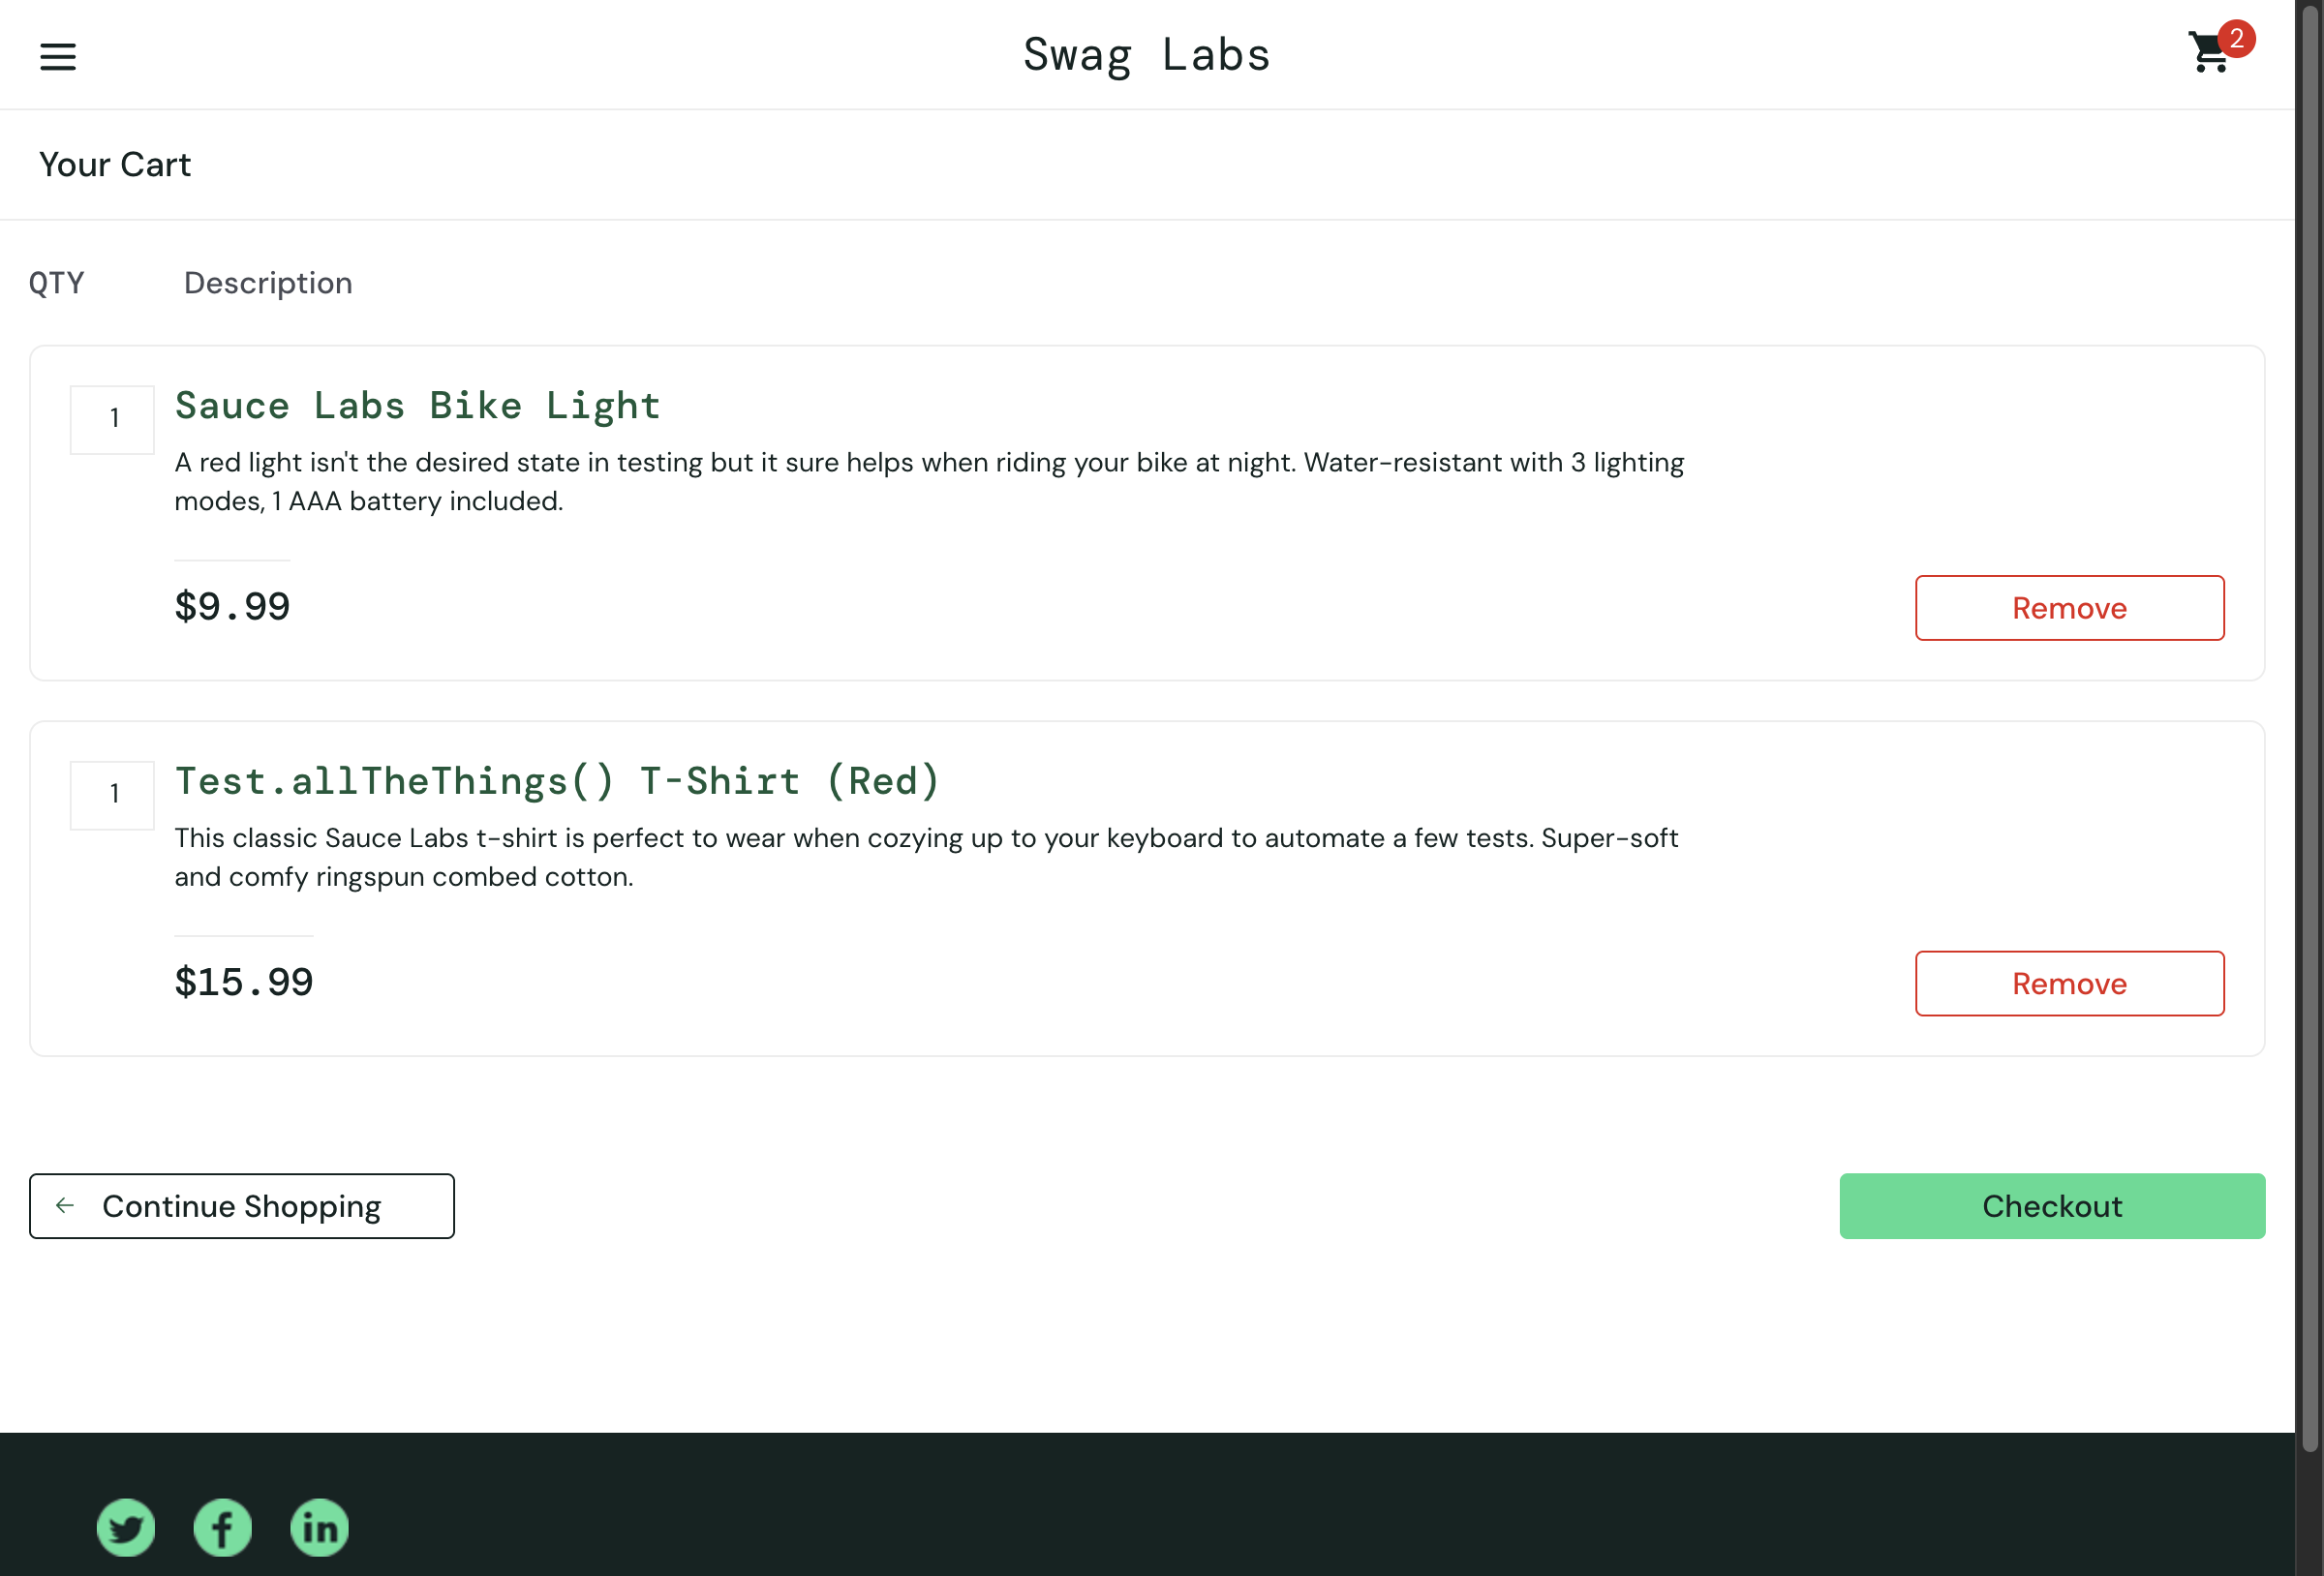 Swag Labs
2
Your Cart
QTY Description
1
Sauce Labs Bike Light
A red light isn't the desired state in testing but it sure helps when riding your bike at night. Water-resistant with 3 lighting
modes, 1 AAA battery included.
$9.99
Remove
1
Test.allTheThings() T-Shirt (Red)
This classic Sauce Labs t-shirt is perfect to wear when cozying up to your keyboard to automate a few tests. Super-soft
and comfy ringspun combed cotton.
$15.99
Remove
Continue Shopping
Checkout